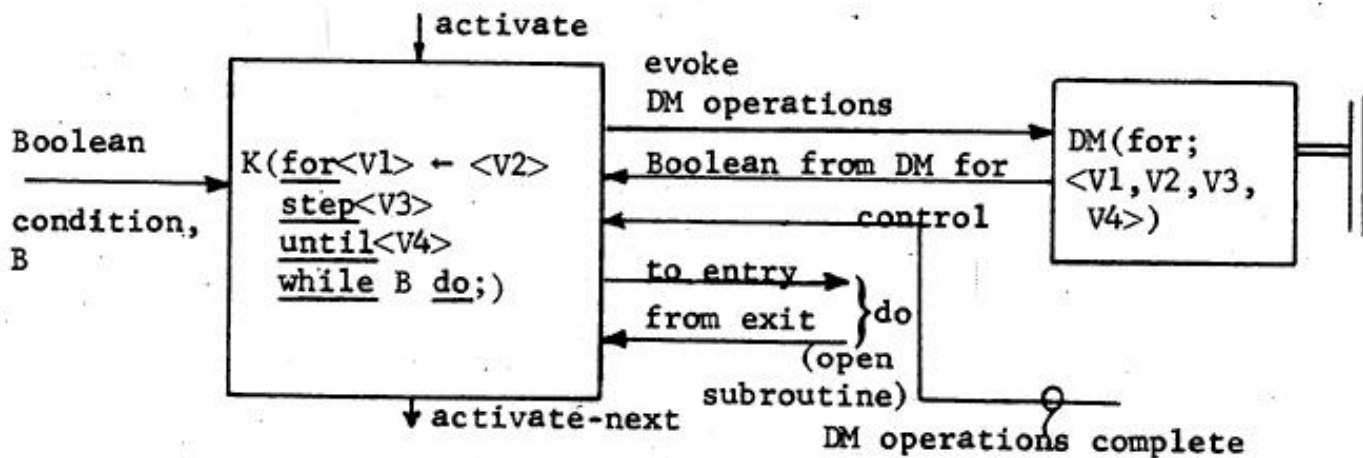 activate
Boolean
condition,
B
K(for<V1> ← <V2>
step<V3>
until<V4>
while B do;)
evoke
DM operations
Boolean from DM for
control
to entry
from exit
do
(open
subroutine)
DM(for;
<V1,V2,V3,
V4>)
activate-next
DM operations complete